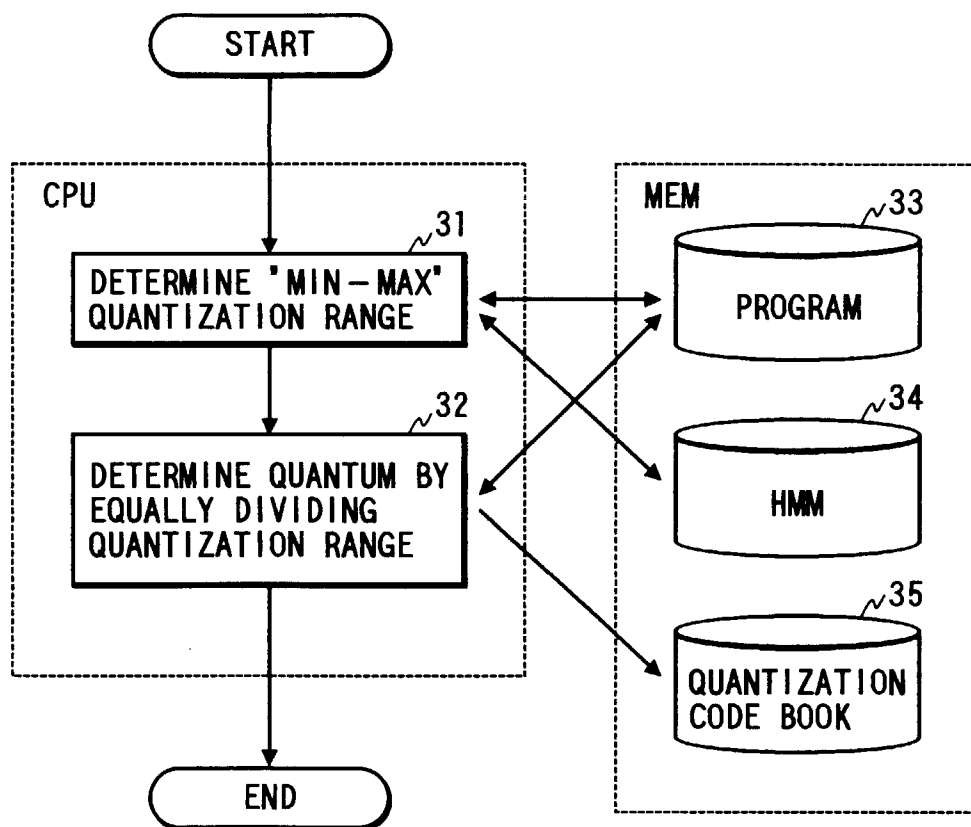 START
CPU
31
DETERMINE "MIN-MAX"
QUANTIZATION RANGE
32
DETERMINE QUANTUM BY
EQUALLY DIVIDING
QUANTIZATION RANGE
END
MEM
33
PROGRAM
34
HMM
35
QUANTIZATION
CODE BOOK